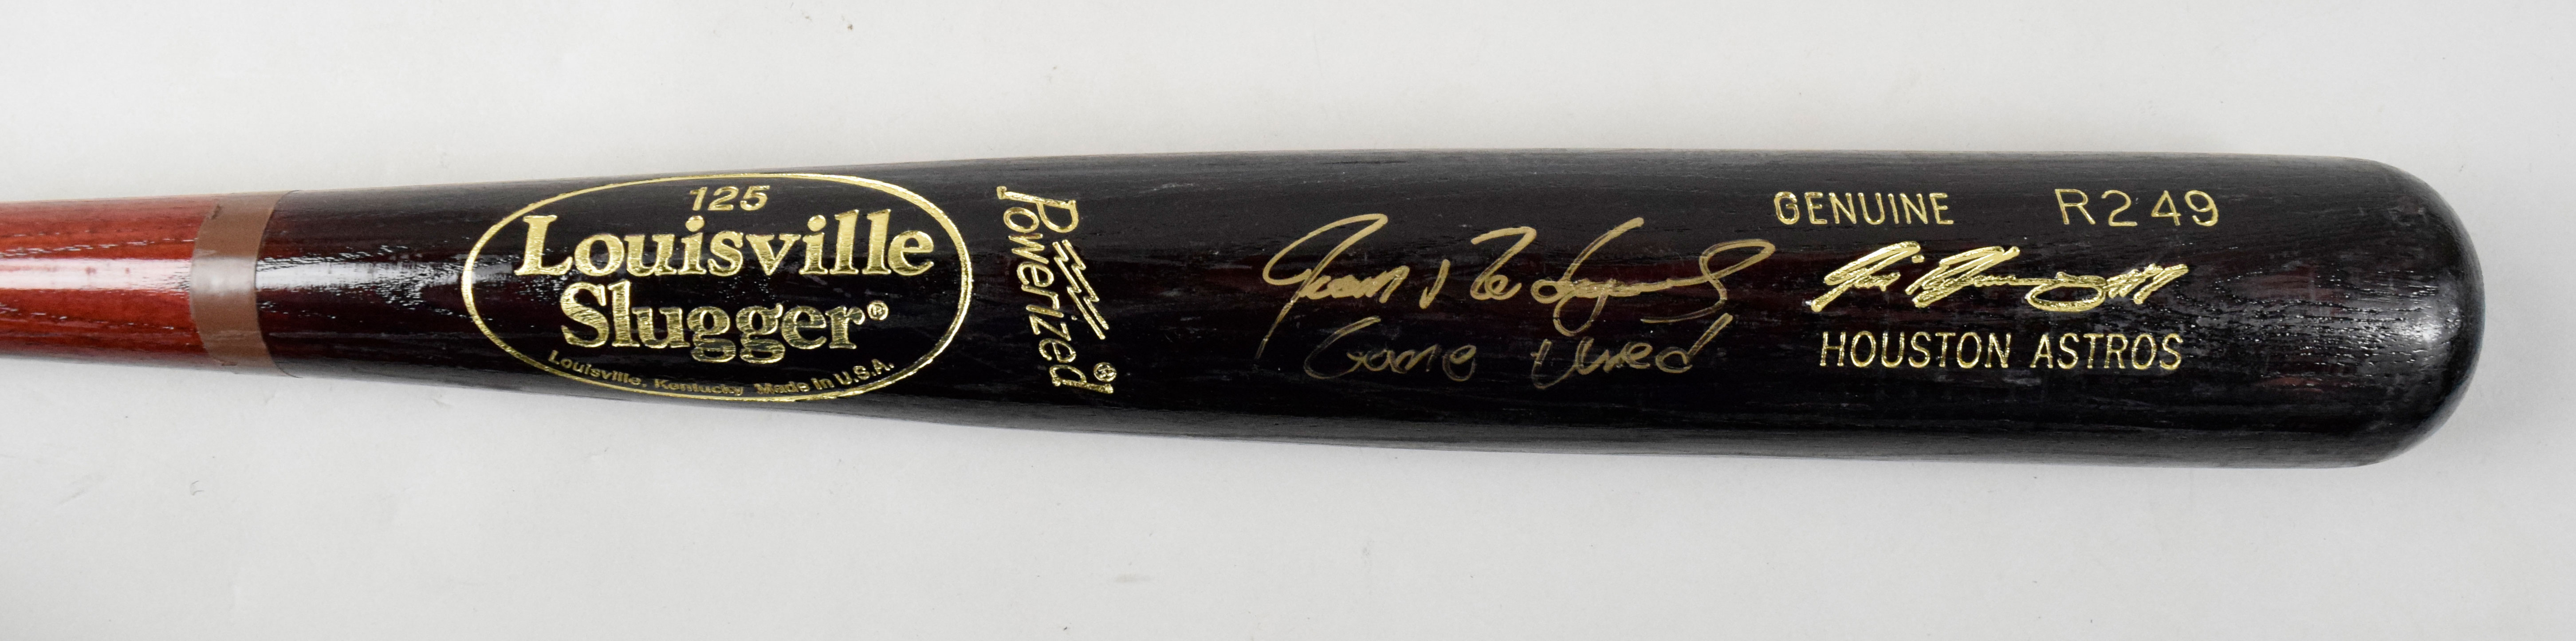 125
Louisville
Slugger®
Louisville, Kentucky Made in U.S.A.
Powerized®
Game Used
GENUINE R249
HOUSTON ASTROS